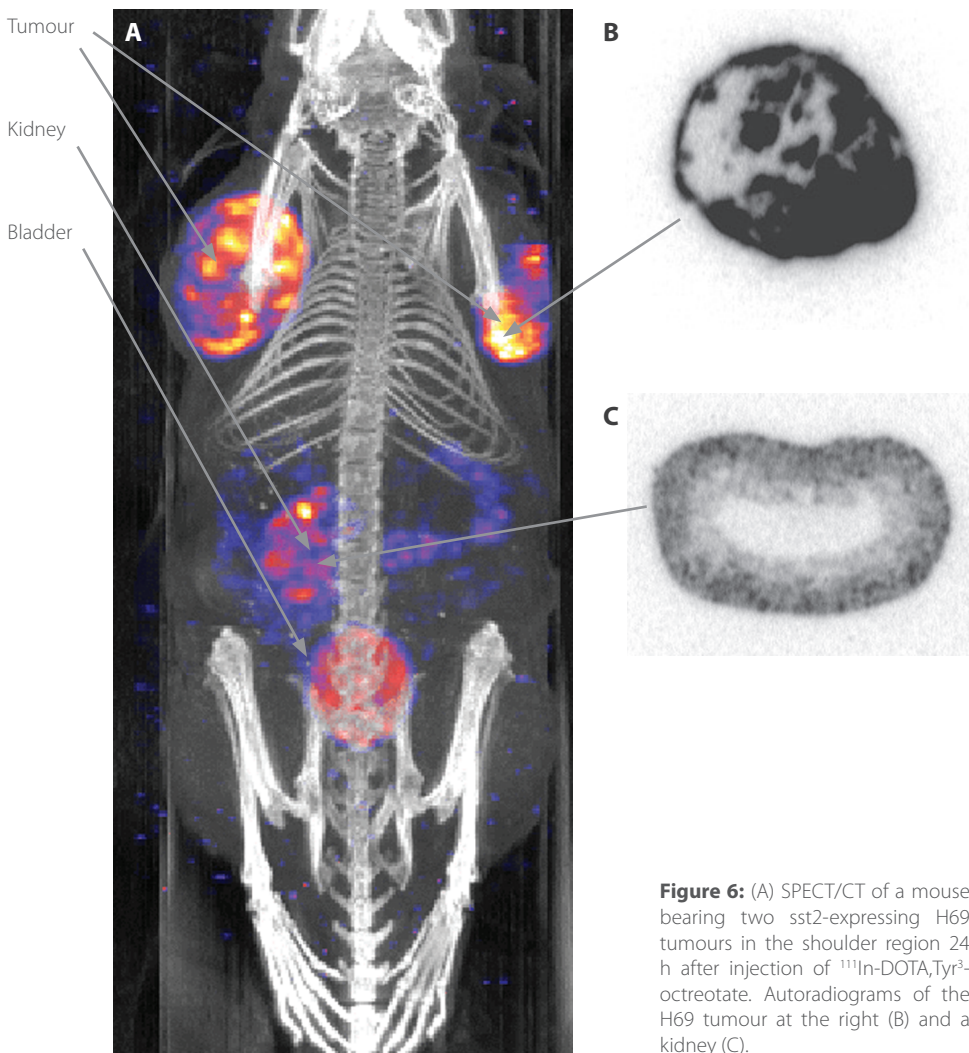 Tumour
A
B
Kidney
Bladder
C
Figure 6: (A) SPECT/CT of a mouse
bearing two sst2-expressing H69
tumours in the shoulder region 24
h after injection of ¹¹¹In-DOTA,Tyr³-
octreotate. Autoradiograms of the
H69 tumour at the right (B) and a
kidney (C).